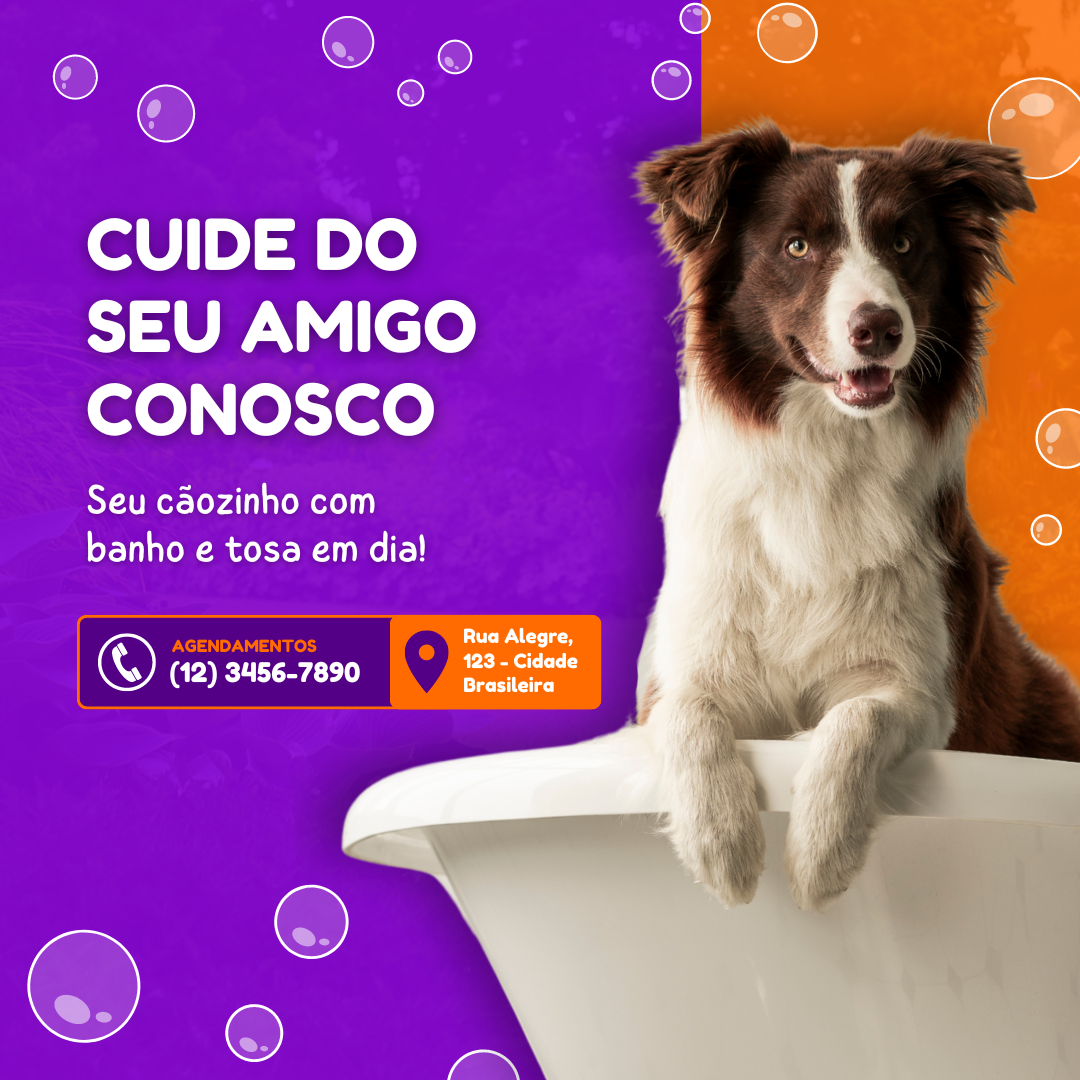 CUIDE DO
SEU AMIGO
CONOSCO
Seu cãozinho com
banho e tosa em dia!
AGENDAMENTOS
(12) 3456-7890
Rua Alegre,
123 - Cidade
Brasileira